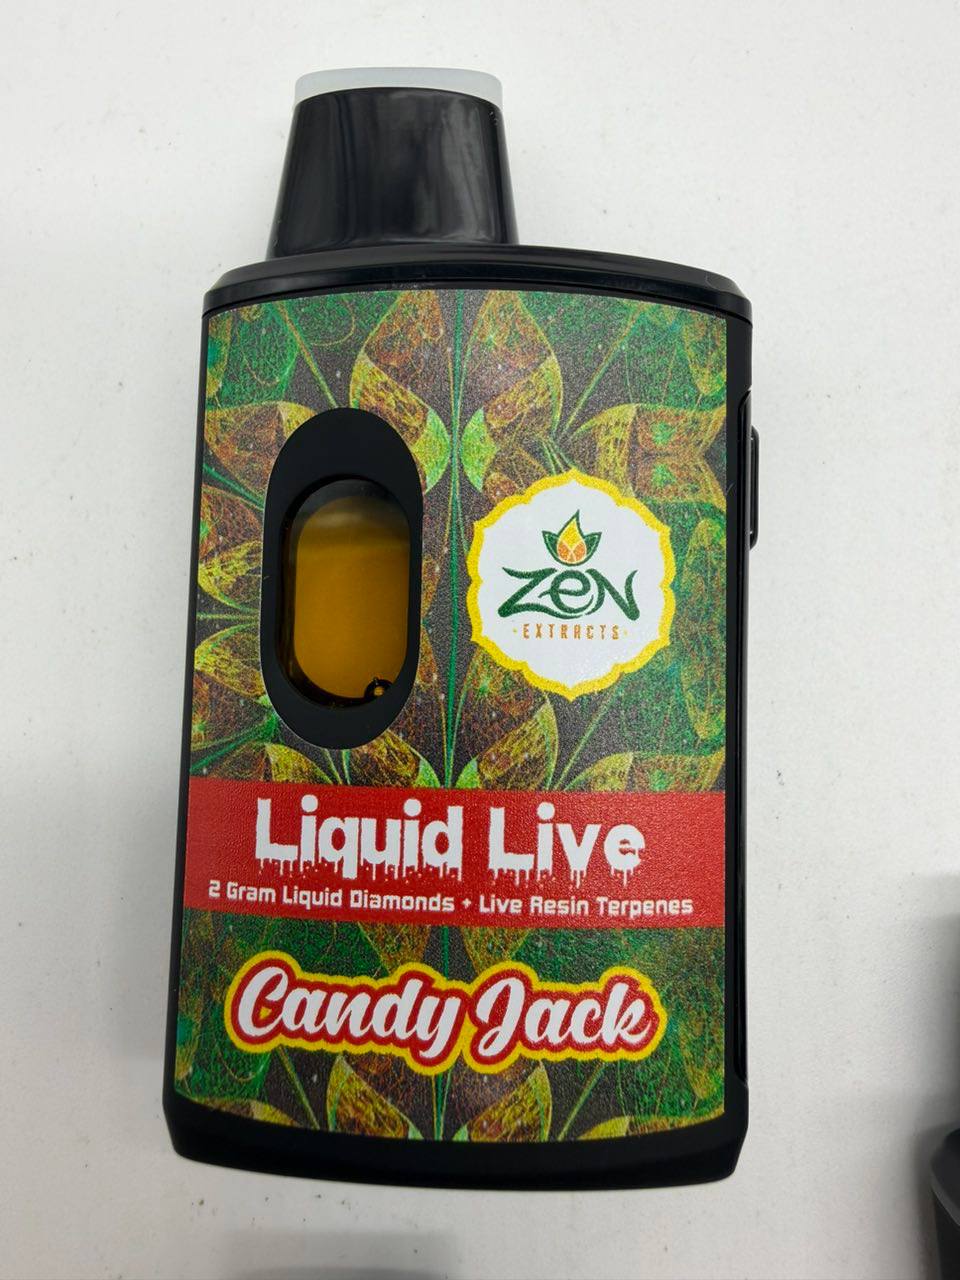 ZEN
EXTRACTS
Liquid Live
2 Gram Liquid Diamonds + Live Resin Terpenes
Candy Jack